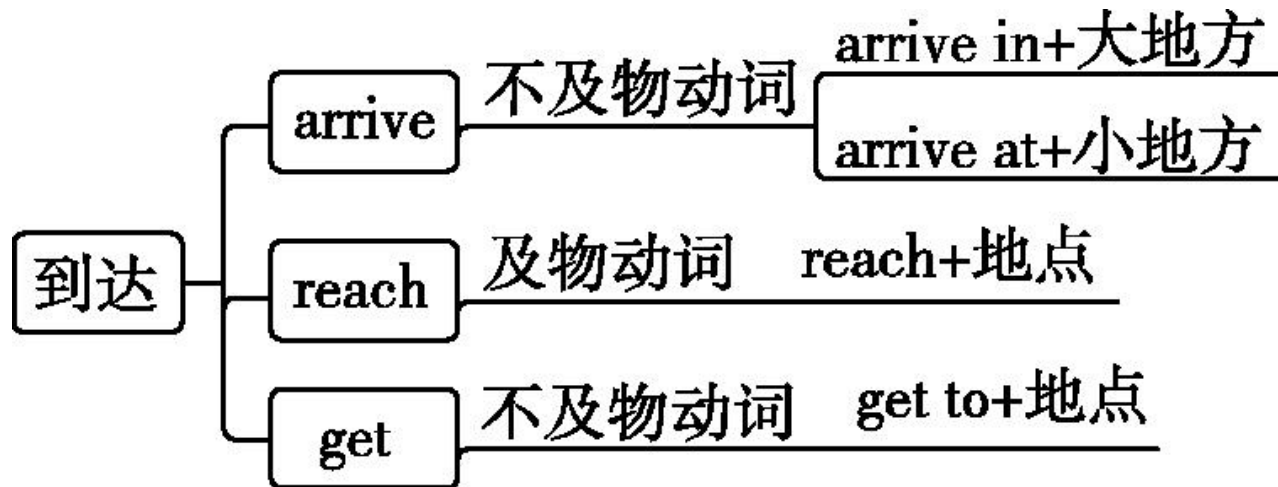 到达
arrive
不及物动词
arrive in+大地方
arrive at+小地方
reach
及物动词 reach+地点
get
不及物动词 get to+地点